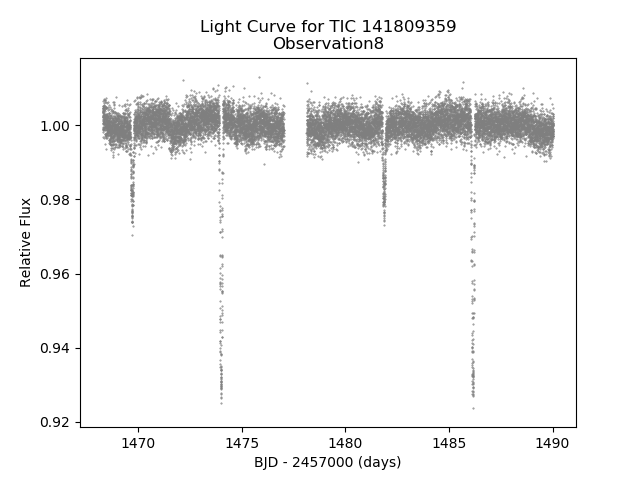 Light Curve for TIC 141809359
Observation8
1.00
0.98
0.96
0.94
0.92
Relative Flux
1470
1475
1480
1485
1490
BJD - 2457000 (days)